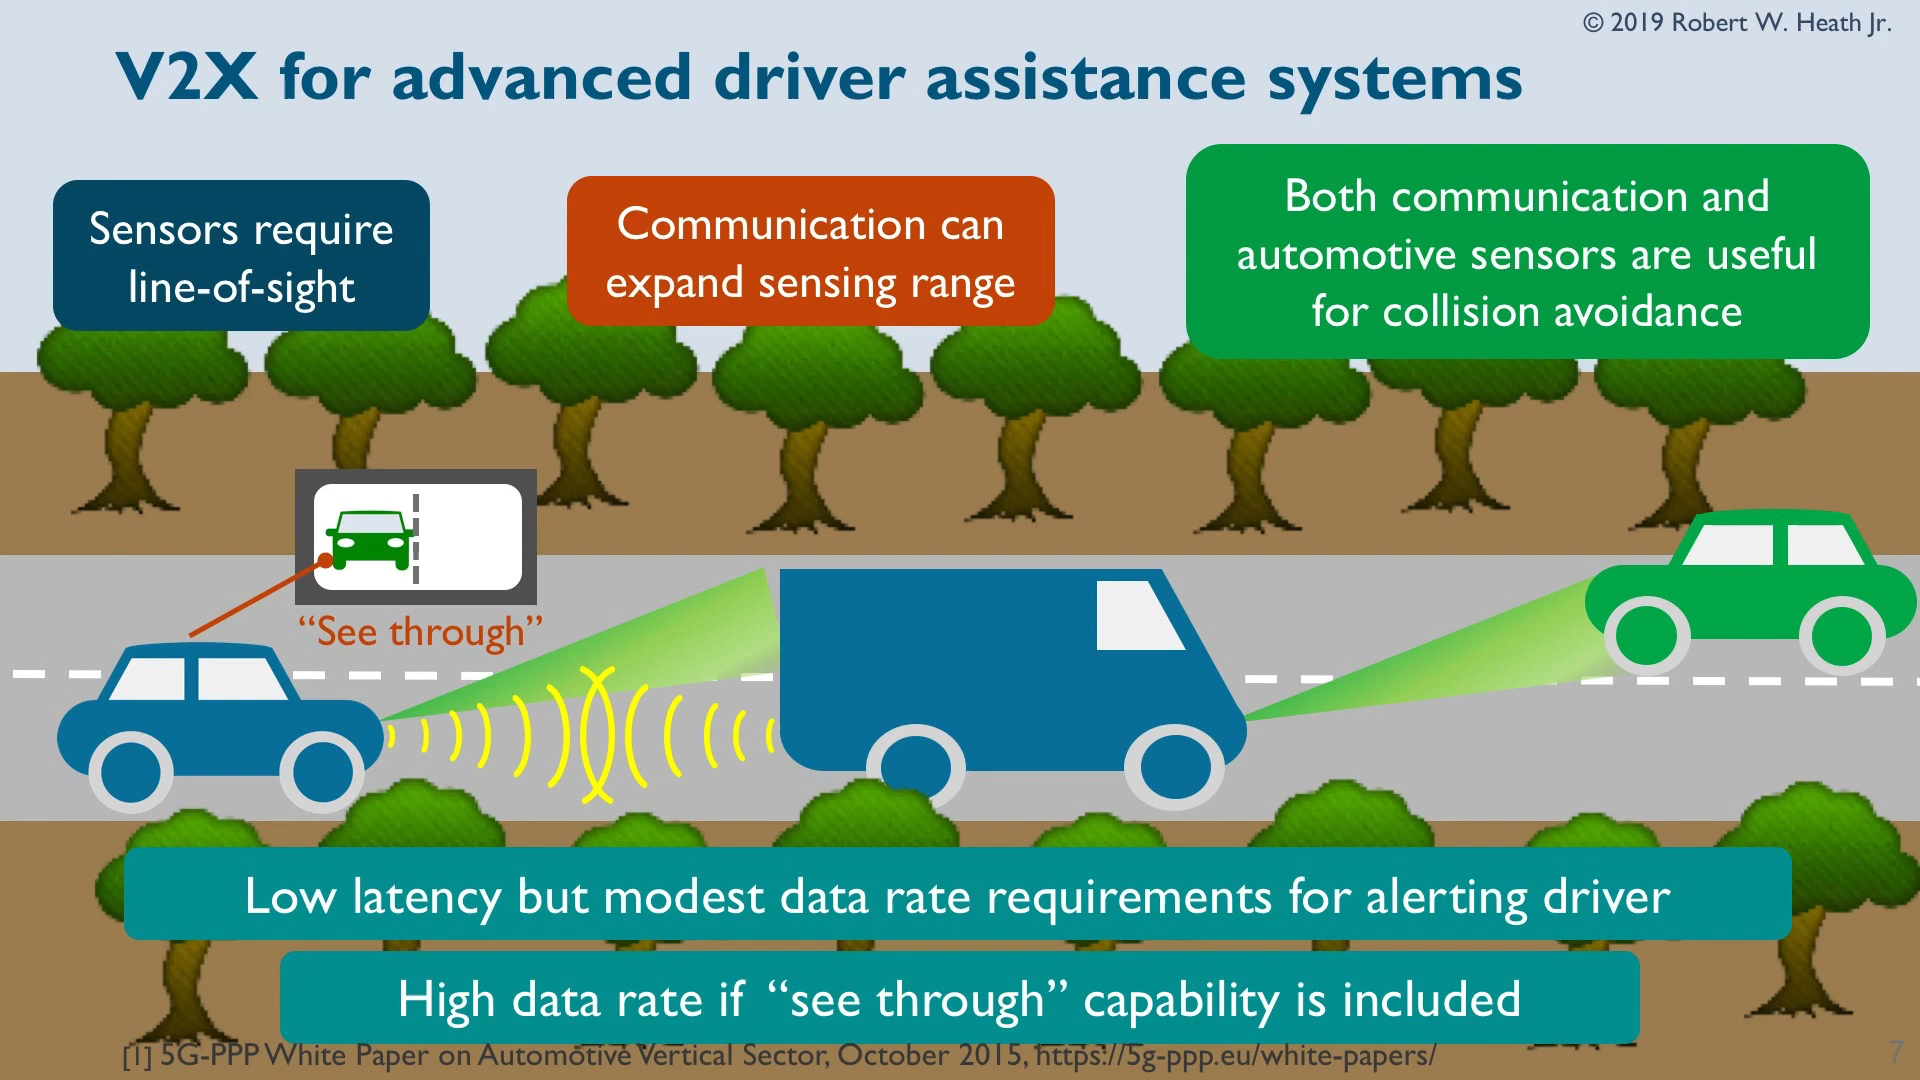 © 2019 Robert W. Heath Jr.
V2X for advanced driver assistance systems
Sensors require
line-of-sight
Communication can
expand sensing range
Both communication and
automotive sensors are useful
for collision avoidance
“See through”
Low latency but modest data rate requirements for alerting driver
High data rate if “see through” capability is included
[1] 5G-PPP White Paper on Automotive Vertical Sector, October 2015, https://5g-ppp.eu/white-papers/
7